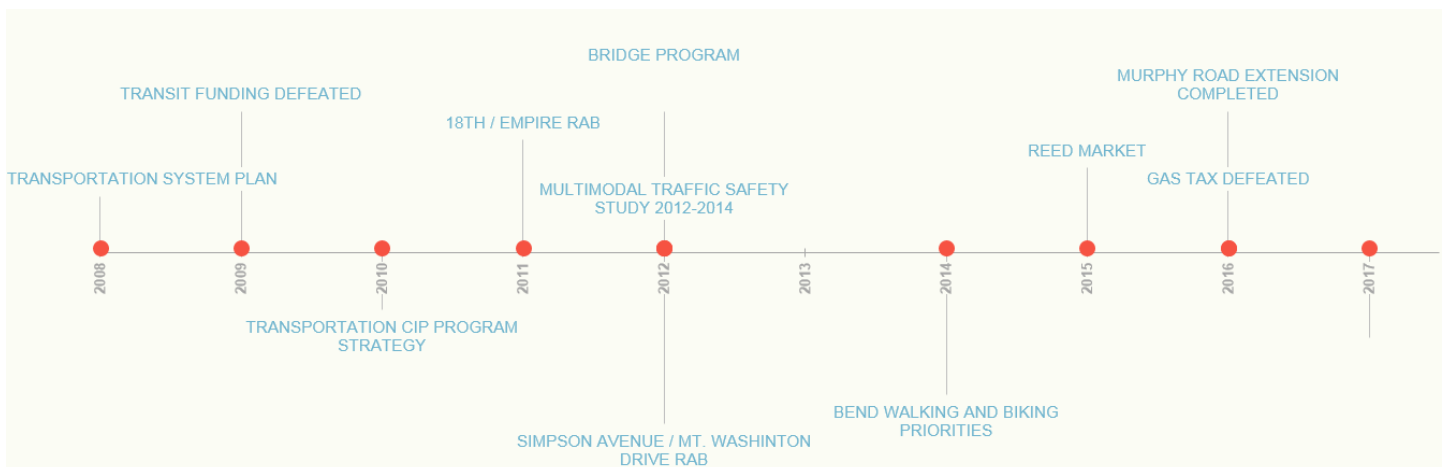 BRIDGE PROGRAM
MURPHY ROAD EXTENSION
COMPLETED
TRANSIT FUNDING DEFEATED
18TH / EMPIRE RAB
REED MARKET
TRANSPORTATION SYSTEM PLAN
MULTIMODAL TRAFFIC SAFETY
STUDY 2012-2014
GAS TAX DEFEATED
2008
2009
2010
2011
2012
2013
2014
2015
2016
2017
TRANSPORTATION CIP PROGRAM
STRATEGY
BEND WALKING AND BIKING
PRIORITIES
SIMPSON AVENUE / MT. WASHINTON
DRIVE RAB